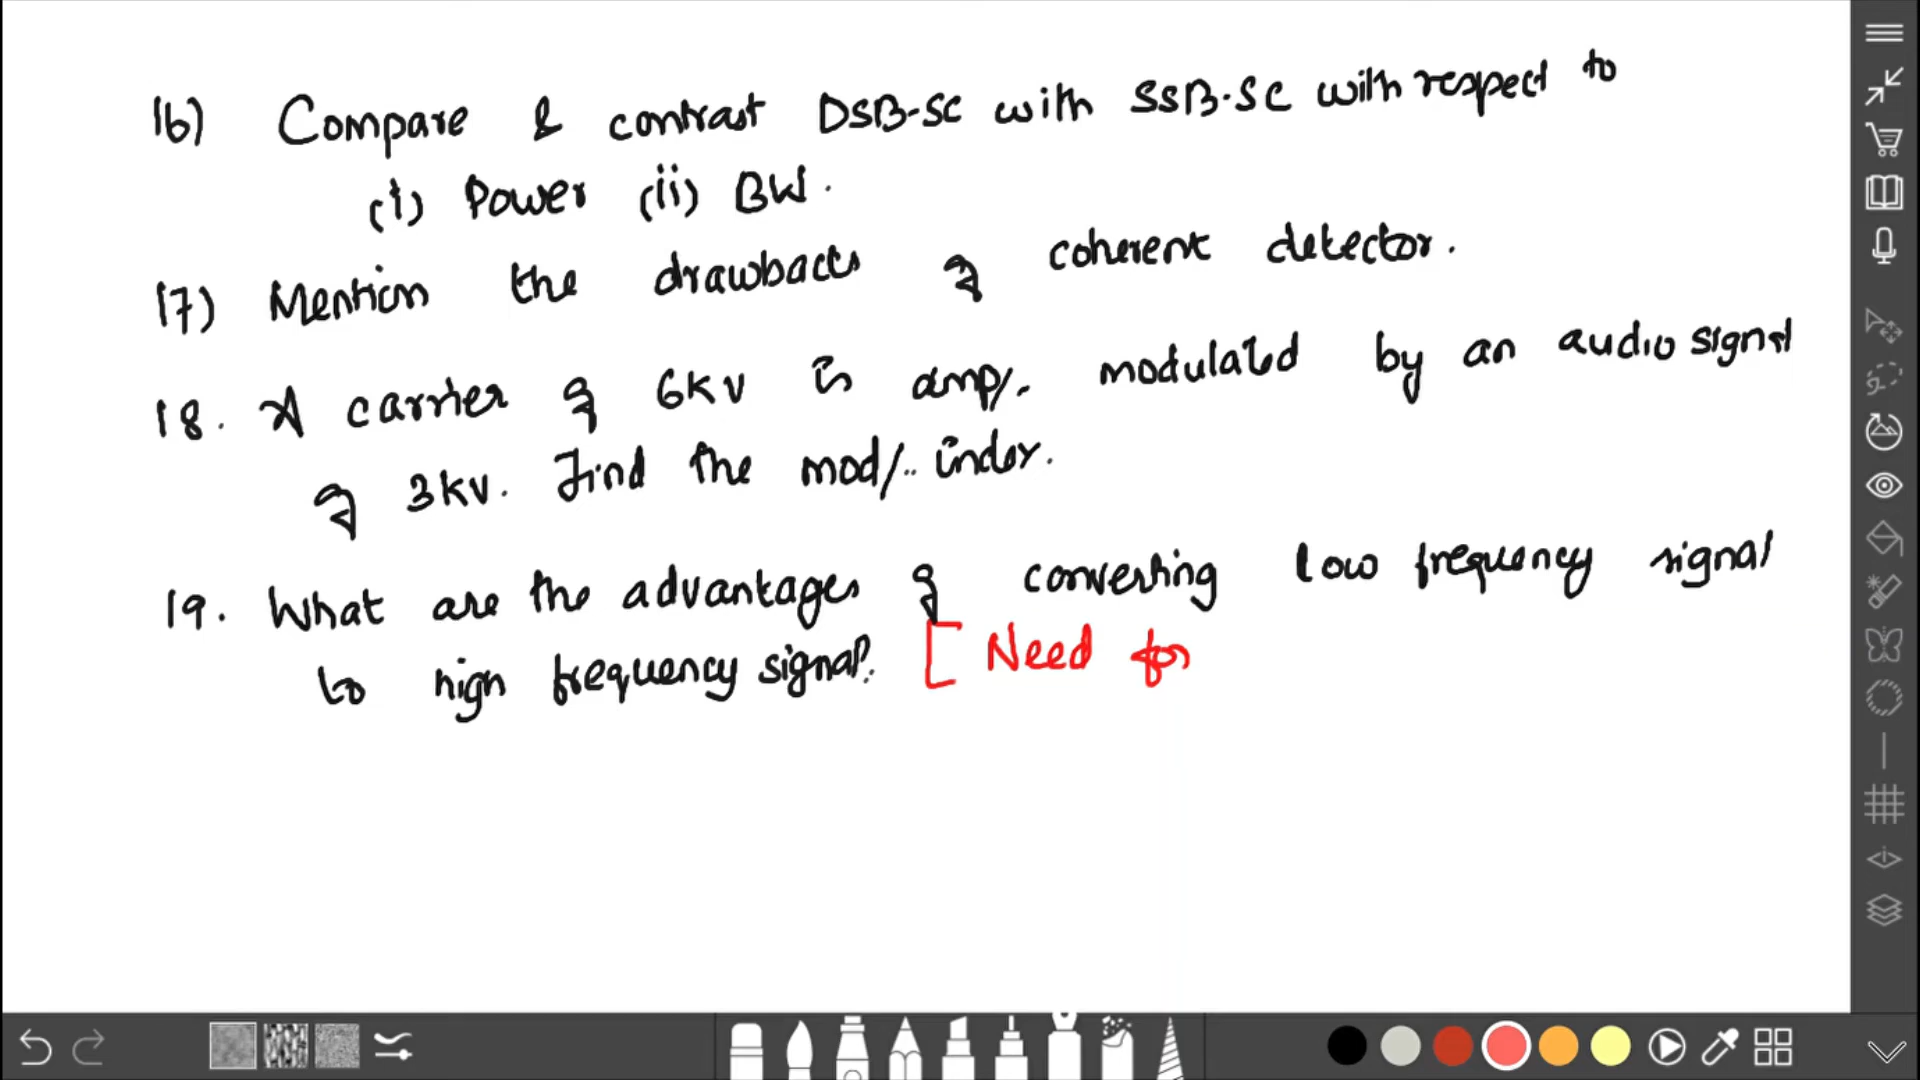 16) Compare & contrast DSB-SC with SSB-SC with respect to
(i) Power (ii) BW.
17) Mention the drawbacks of coherent detector.
18. A carrier of 6KV is amp/. modulated by an audio signal
of 3KV. Find the mod/.. index.
19. What are the advantages of converting low frequency signal
to high frequency signal?. [ Need for